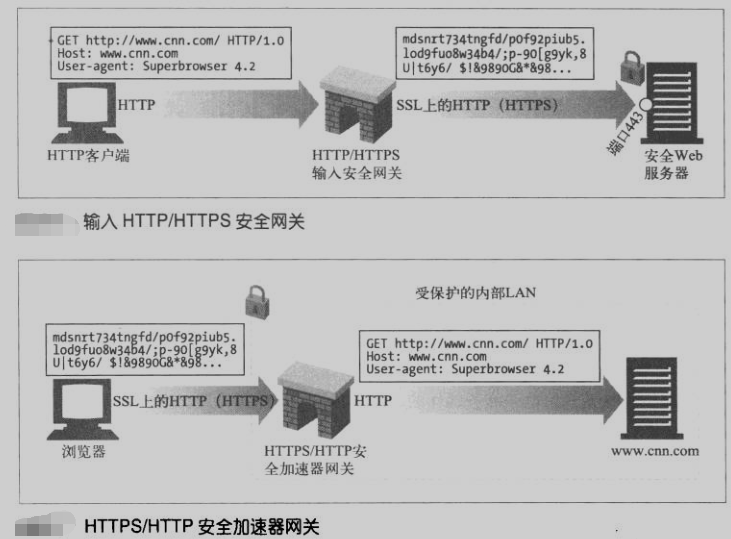 GET http://www.cnn.com/ HTTP/1.0
Host: www.cnn.com
User-agent: Superbrowser 4.2
mdsnrt734tngfd/pOf92piub5.
lod9fuo8w34b4/;p-90[g9yk,8
U|t6y6/ $!&9890G&*&98...
HTTP
SSL上的HTTP（HTTPS）
端口443
HTTP客户端
HTTP/HTTPS
输入安全网关
安全Web
服务器
输入 HTTP/HTTPS 安全网关
受保护的内部LAN
mdsnrt734tngfd/pOf92piub5.
lod9fuo8w34b4/;p-90[g9yk,8
U|t6y6/ $!&9890G&*&98...
GET http://www.cnn.com/ HTTP/1.0
Host: www.cnn.com
User-agent: Superbrowser 4.2
SSL上的HTTP（HTTPS）
HTTP
浏览器
HTTPS/HTTP安
全加速器网关
www.cnn.com
HTTPS/HTTP 安全加速器网关